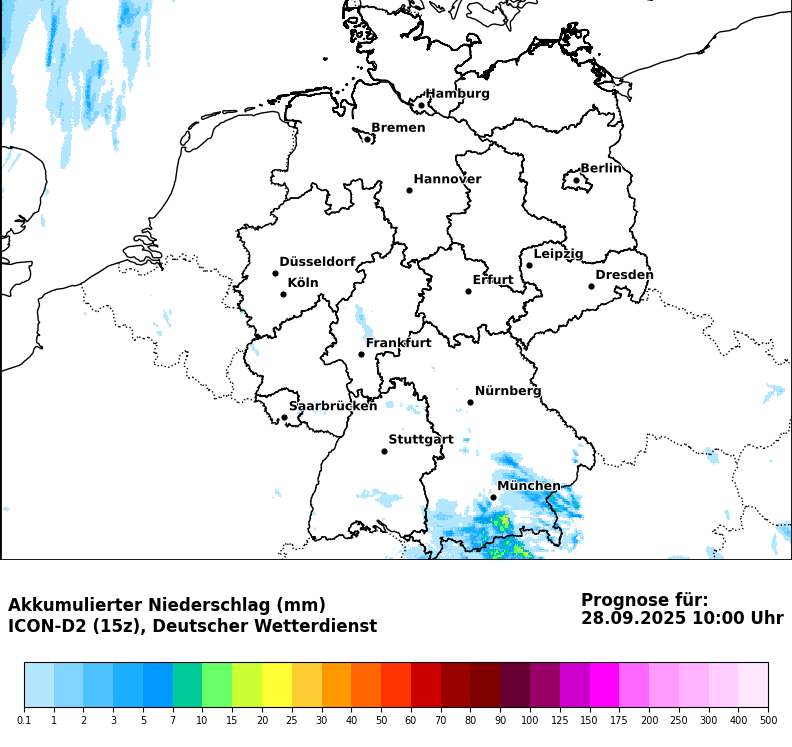 Hamburg
Bremen
Berlin
Hannover
Leipzig
Düsseldorf
Dresden
Köln
Erfurt
Frankfurt
Nürnberg
Saarbrücken
Stuttgart
München
Akkumulierter Niederschlag (mm)
ICON-D2 (15z), Deutscher Wetterdienst
Prognose für:
28.09.2025 10:00 Uhr
0.1 1 2 3 5 7 10 15 20 25 30 40 50 60 70 80 90 100 125 150 175 200 250 300 400 500